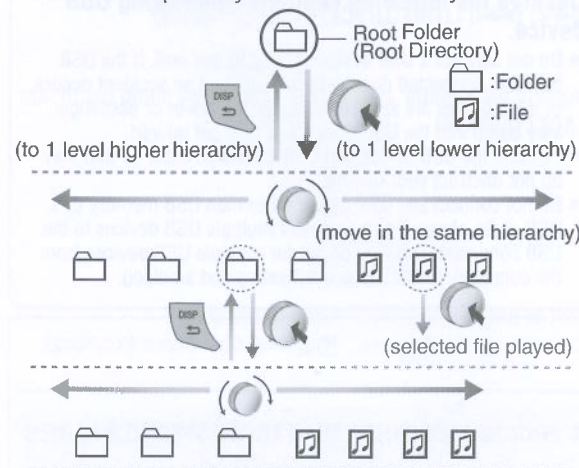 Root Folder
(Root Directory)
:Folder
:File
DISP
(to 1 level higher hierarchy)
(to 1 level lower hierarchy)
(move in the same hierarchy)
DISP
(selected file played)